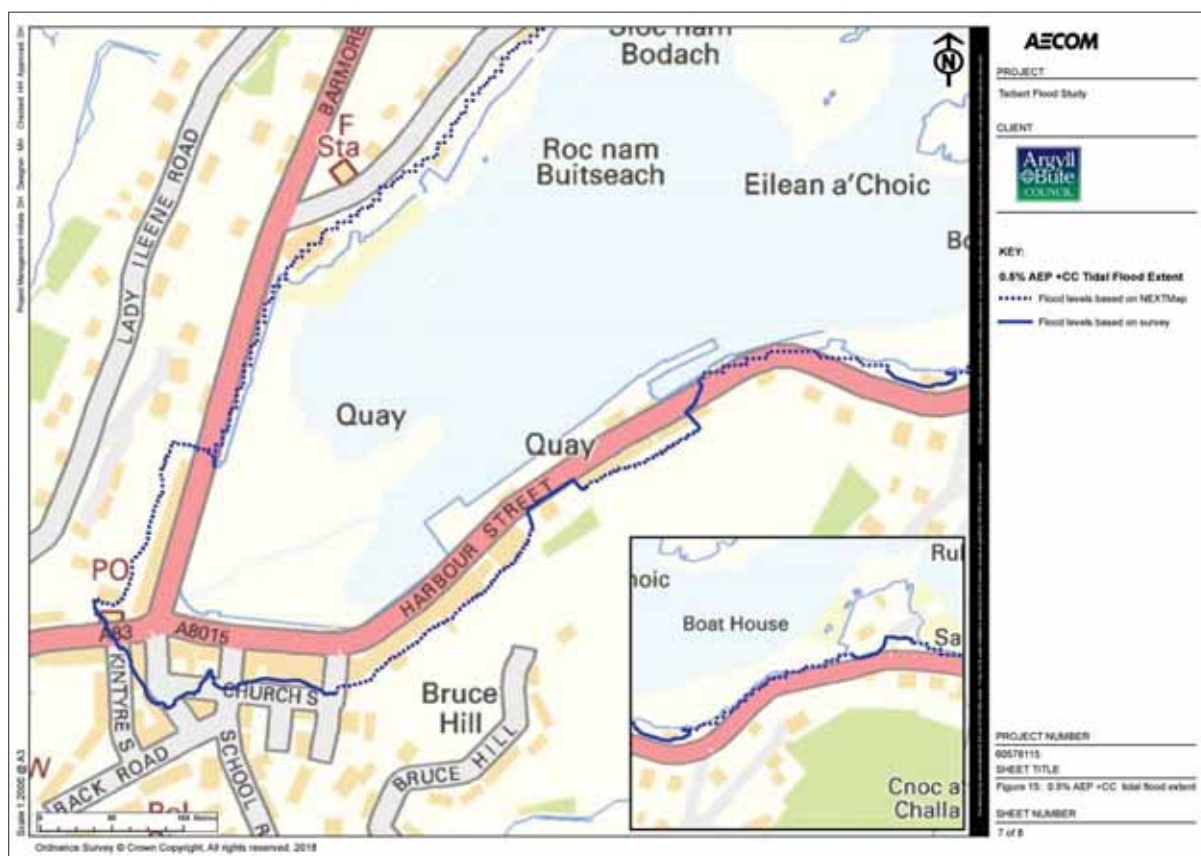 Sloc nam
Bodach
BARMORE
LADY ILEENE ROAD
F
Sta
N
Roc nam
Buitseach
Eilean a'Choic
Quay
Quay
HARBOUR STREET
PO
A83
A8015
KINTYRE S
CHURCH S
BACK ROAD
SCHOOL R
Bruce
Hill
BRUCE HILL
W
hoic
Boat House
Rul
Sa
Cnoc a
Challa
Scale 1:2000 @ A3
Ordnance Survey © Crown Copyright, All rights reserved. 2018
AECOM
PROJECT
Tarbert Flood Study
CLIENT
Argyll
& Bute
COUNCIL
KEY:
0.5% AEP +CC Tidal Flood Extent
Flood levels based on NEXTMap
Flood levels based on survey
PROJECT NUMBER
60578115
SHEET TITLE
Figure 15: 0.5% AEP +CC tidal flood extent
SHEET NUMBER
7 of 8